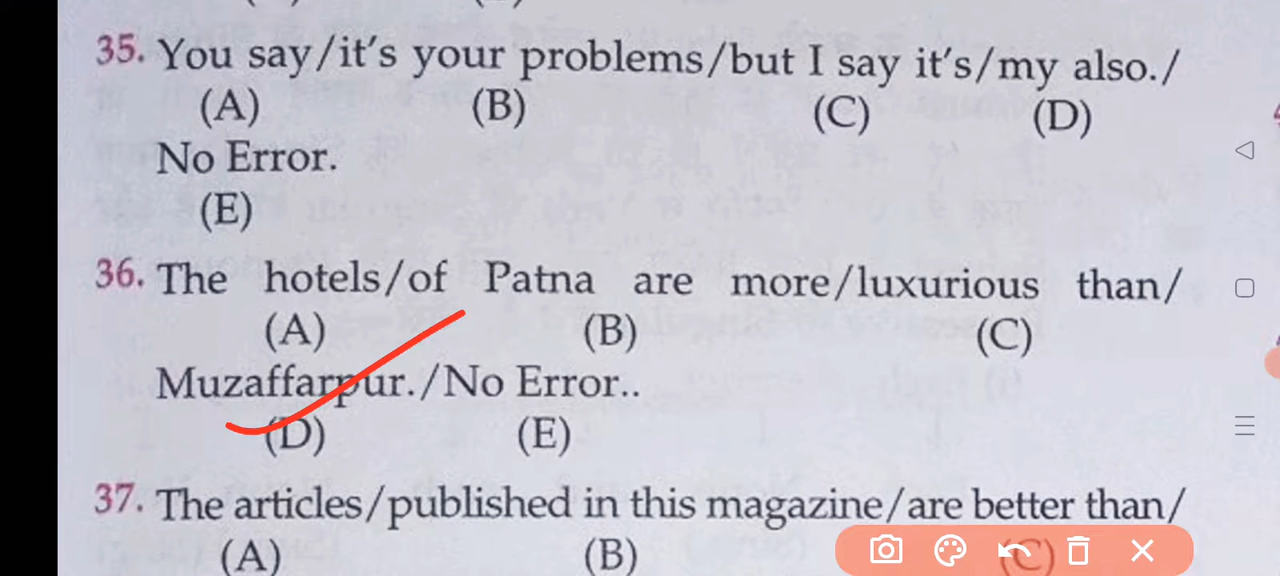 35. You say/it's your problems/but I say it's/my also./
(A) (B) (C) (D)
No Error.
(E)
36. The hotels/of Patna are more/luxurious than/
(A) (B) (C)
Muzaffarpur./No Error..
(D) (E)
37. The articles/published in this magazine/are better than/
(A) (B) (C)